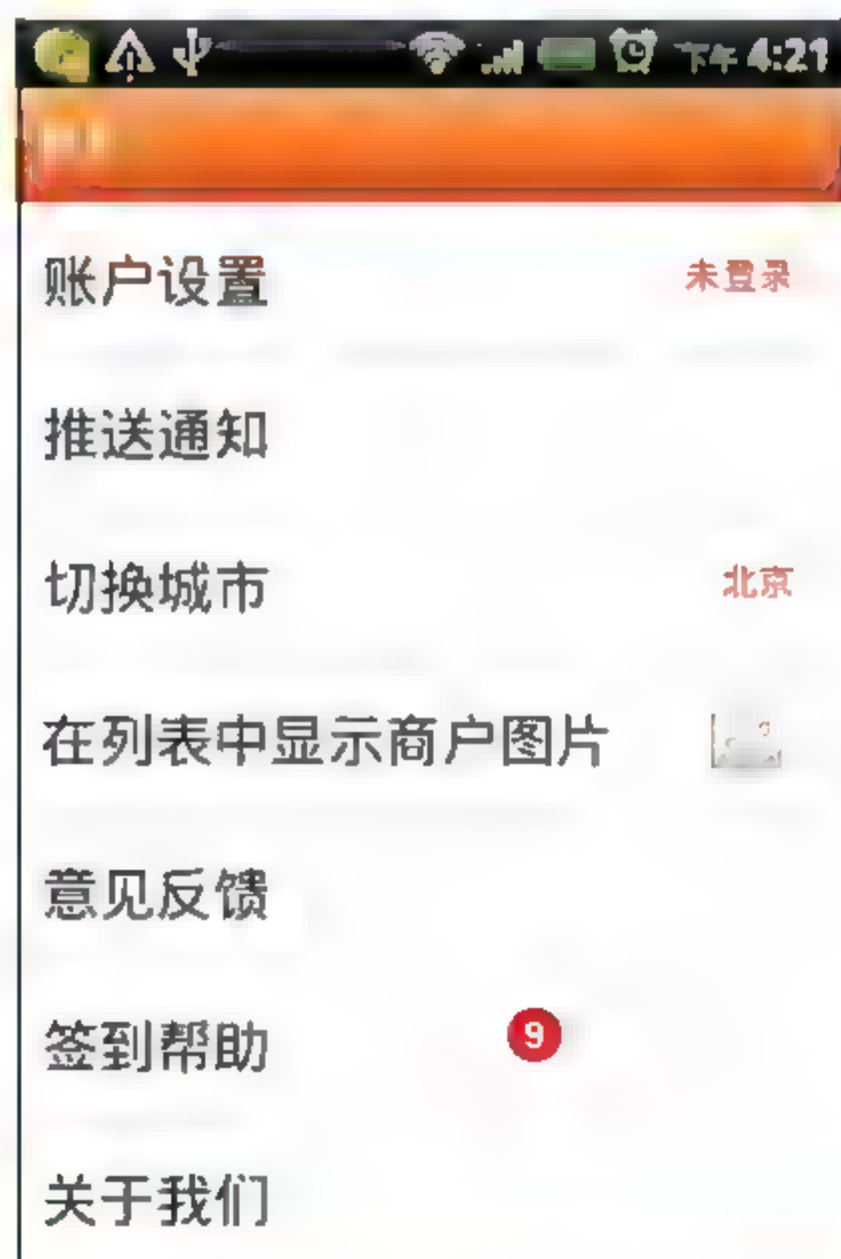 下午 4:21
账户设置 未登录
推送通知
切换城市 北京
在列表中显示商户图片
意见反馈
签到帮助 9
关于我们